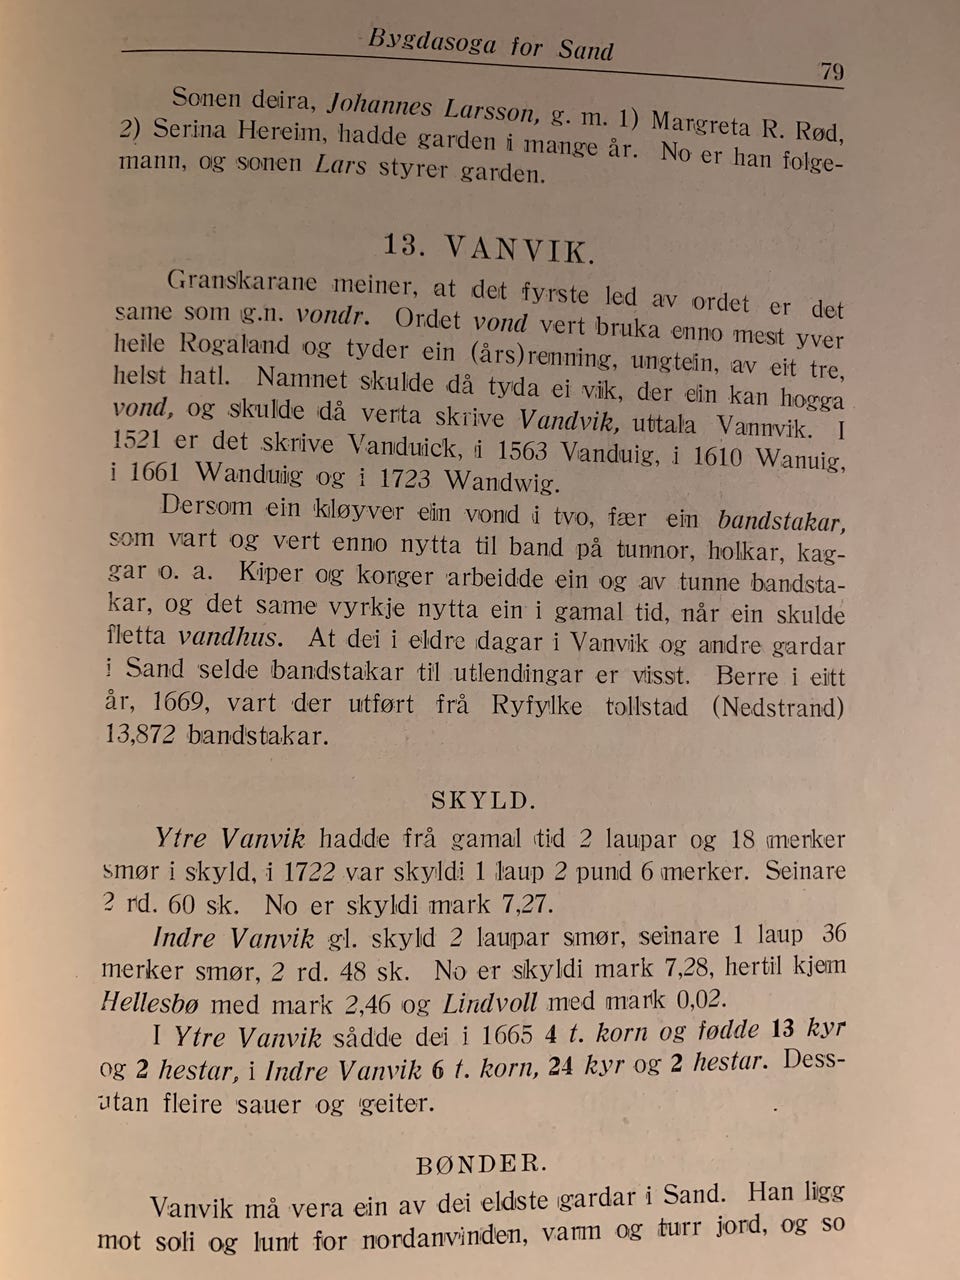 Bygdasoga for Sand
79
Sonen deira, Johannes Larsson, g. m. 1) Margreta R. Rød,
2) Serina Hereim, hadde garden i mange år. No er han folge-
mann, og sonen Lars styrer garden.
13. VANVIK.
Granskarane meiner, at det fyrste led av ordet er det
same som g.n. vondr. Ordet vond vert bruka enno mest yver
heile Rogaland og tyder ein (års)renning, ungtein, av eit tre,
helst hatl. Namnet skulde då tyda ei vik, der ein kan hogga
vond, og skulde då verta skrive Vandvik, uttala Vannvik. I
1521 er det skrive Vanduick, i 1563 Vanduig, i 1610 Wanuig,
i 1661 Wanduiig og i 1723 Wandwig.
Dersom ein kløyver ein vond i tvo, fær ein bandstakar,
som vart og vert enno nytta til band på tunnor, holkar, kag-
gar o. a. Kiper og korger arbeidde ein og av tunne bandsta-
kar, og det same vyrkje nytta ein i gamal tid, når ein skulde
fletta vandhus. At dei i eldre dagar i Vanvik og andre gardar
i Sand selde bandstakar til utlendingar er visst. Berre i eitt
år, 1669, vart der utført frå Ryfylke tollstad (Nedstrand)
13,872 bandstakar.
SKYLD.
Ytre Vanvik hadde frå gamal tid 2 laupar og 18 merker
smør i skyld, i 1722 var skyldi 1 laup 2 pund 6 merker. Seinare
2 rd. 60 sk. No er skyldi mark 7,27.
Indre Vanvik gl. skyld 2 laupar smør, seinare 1 laup 36
merker smør, 2 rd. 48 sk. No er skyldi mark 7,28, hertil kjem
Hellesbø med mark 2,46 og Lindvoll med mark 0,02.
I Ytre Vanvik sådde dei i 1665 4 t. korn og fødde 13 kyr
og 2 hestar, i Indre Vanvik 6 t. korn, 24 kyr og 2 hestar. Dess-
utan fleire sauer og geiter.
BØNDER.
Vanvik må vera ein av dei eldste gardar i Sand. Han ligg
mot soli og lunt for nordanvinden, varm og turr jord, og so